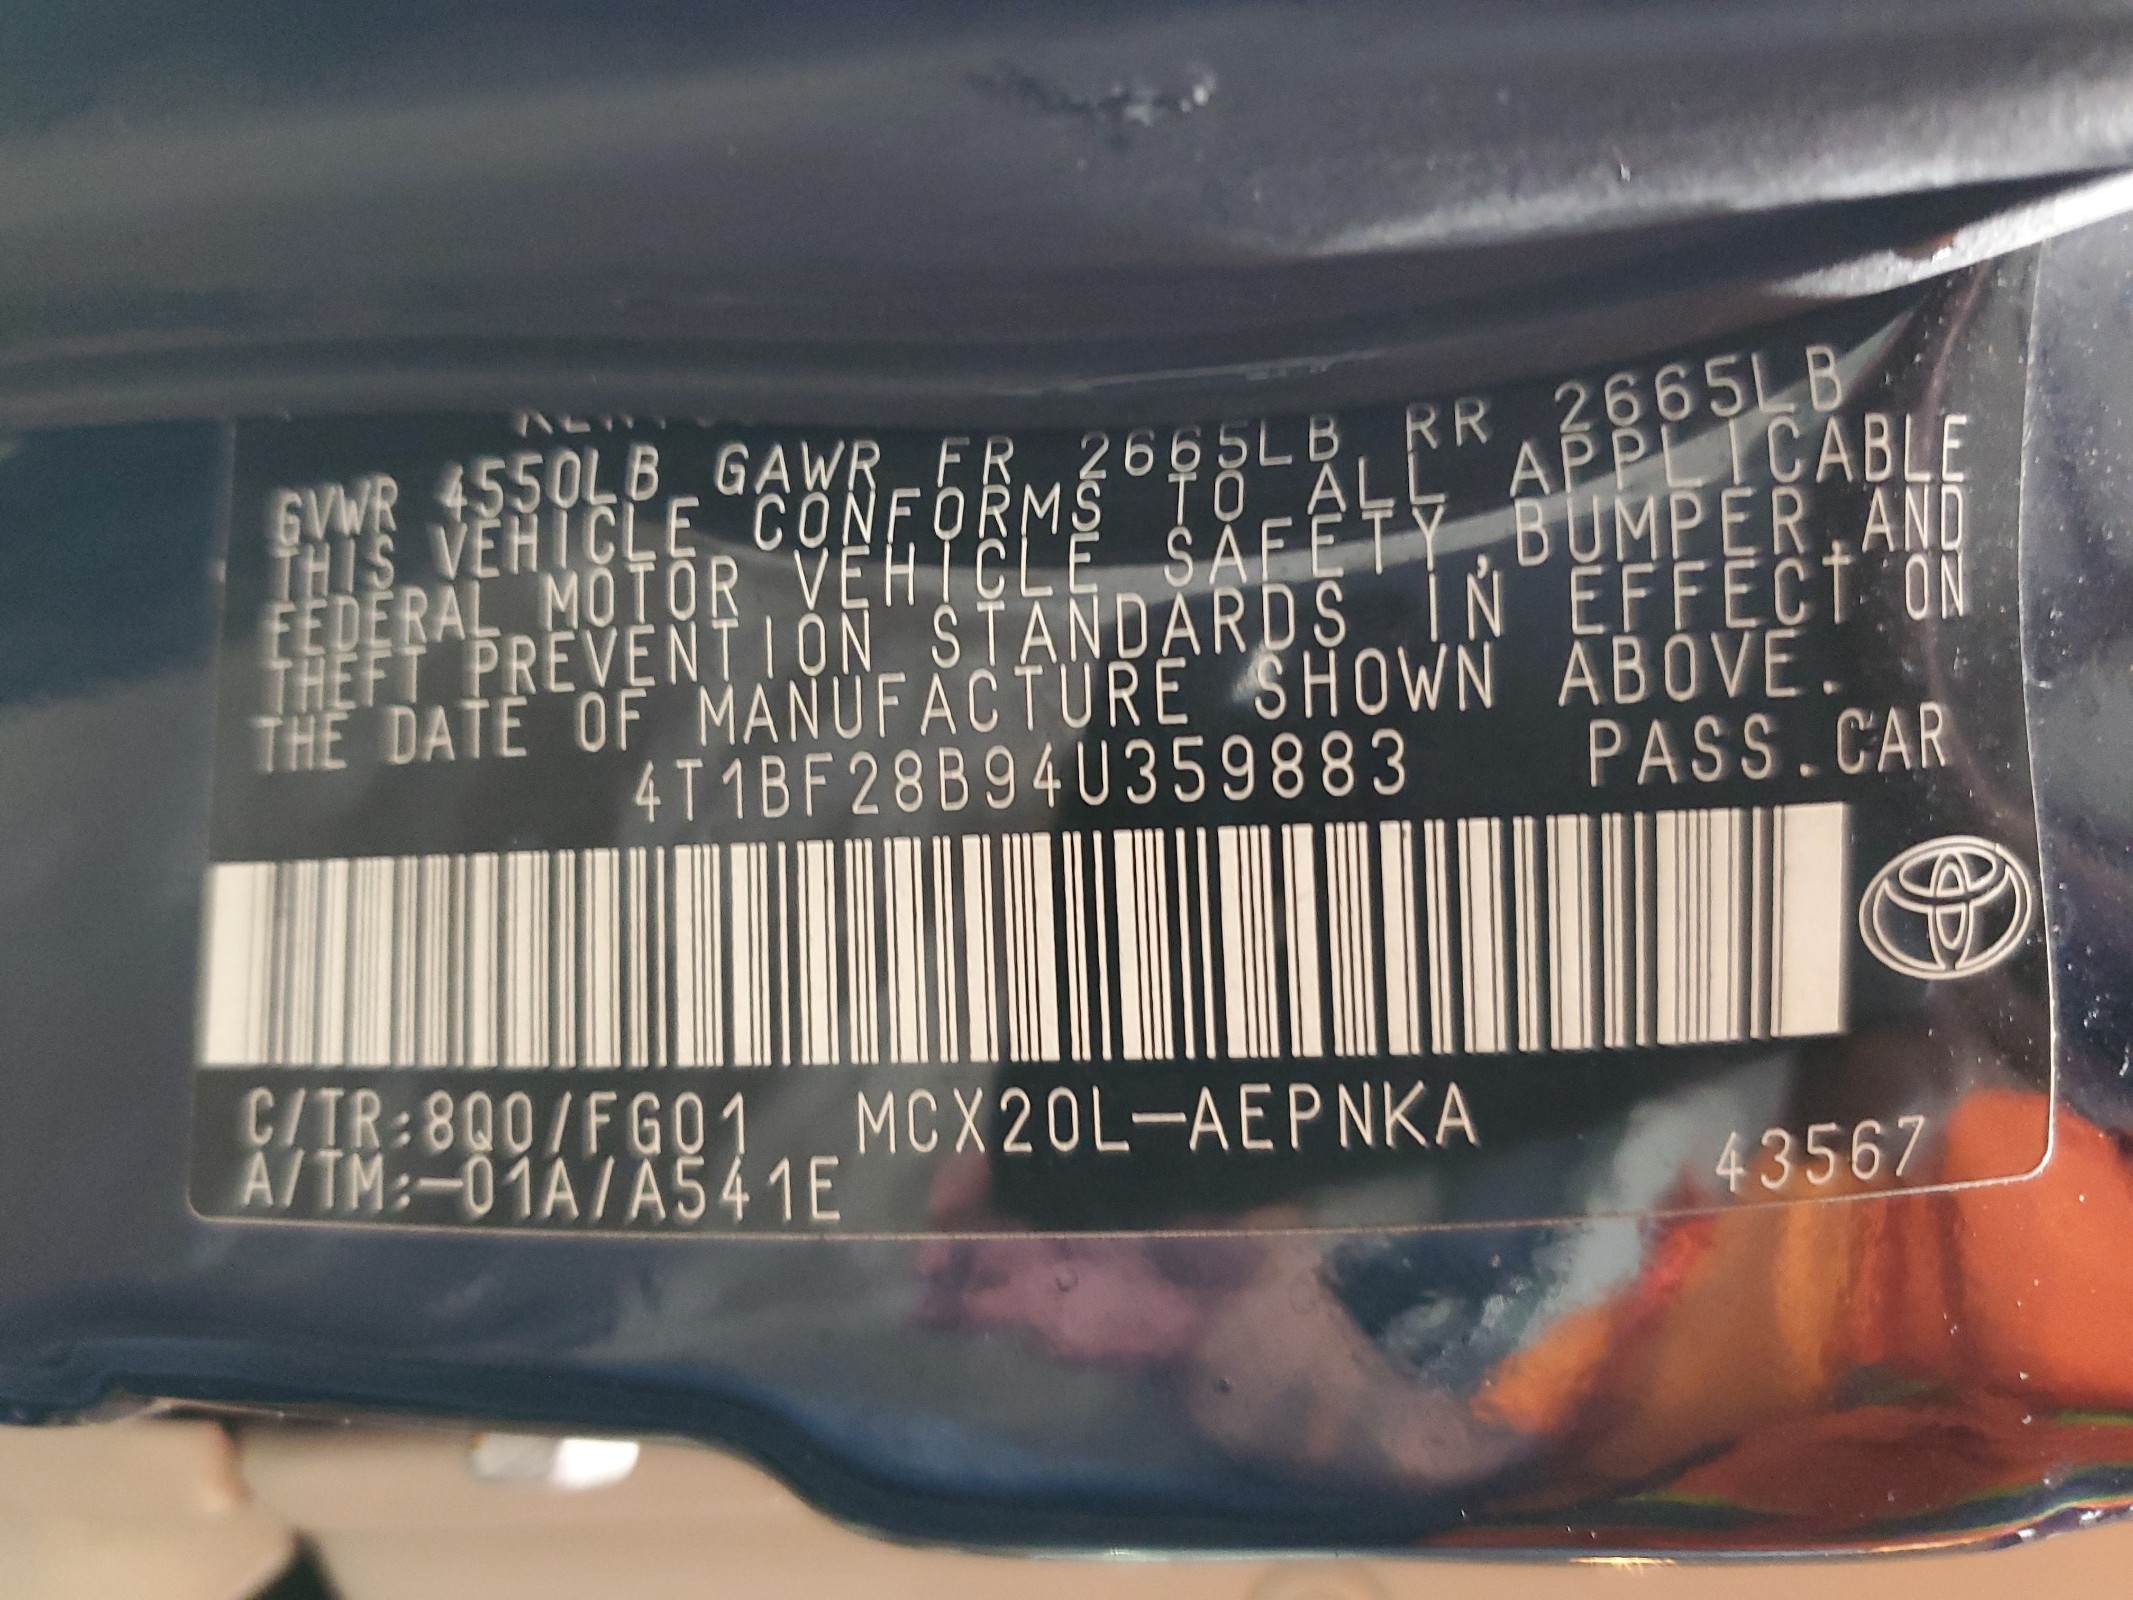 GVWR 4550LB GAWR FR 2665LB RR 2665LB
THIS VEHICLE CONFORMS TO ALL APPLICABLE
FEDERAL MOTOR VEHICLE SAFETY, BUMPER, AND
THEFT PREVENTION STANDARDS IN EFFECT ON
THE DATE OF MANUFACTURE SHOWN ABOVE.
4T1BF28B94U359883 PASS.CAR
C/TR:8Q0/FG01 MCX20L-AEPNKA
A/TM:-01A/A541E 43567